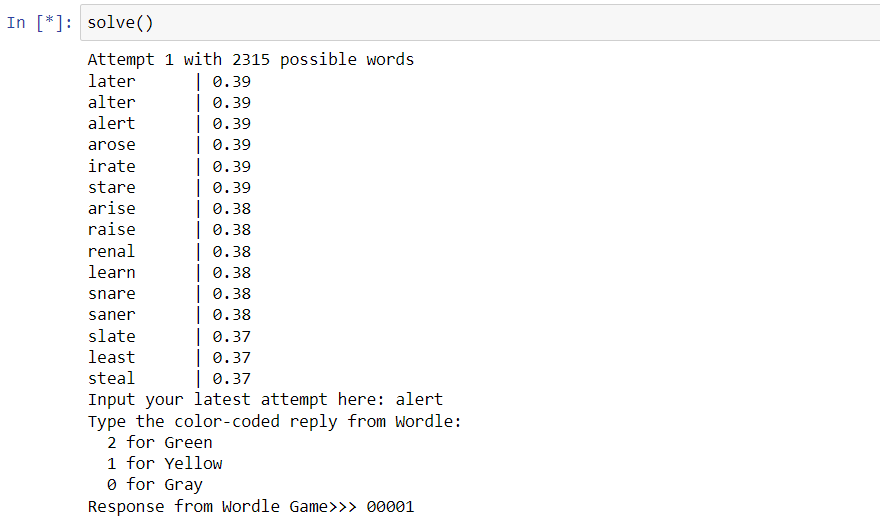 In [*]: solve()
Attempt 1 with 2315 possible words
later | 0.39
alter | 0.39
alert | 0.39
arose | 0.39
irate | 0.39
stare | 0.39
arise | 0.38
raise | 0.38
renal | 0.38
learn | 0.38
snare | 0.38
saner | 0.38
slate | 0.37
least | 0.37
steal | 0.37
Input your latest attempt here: alert
Type the color-coded reply from Wordle:
2 for Green
1 for Yellow
0 for Gray
Response from Wordle Game>>> 00001